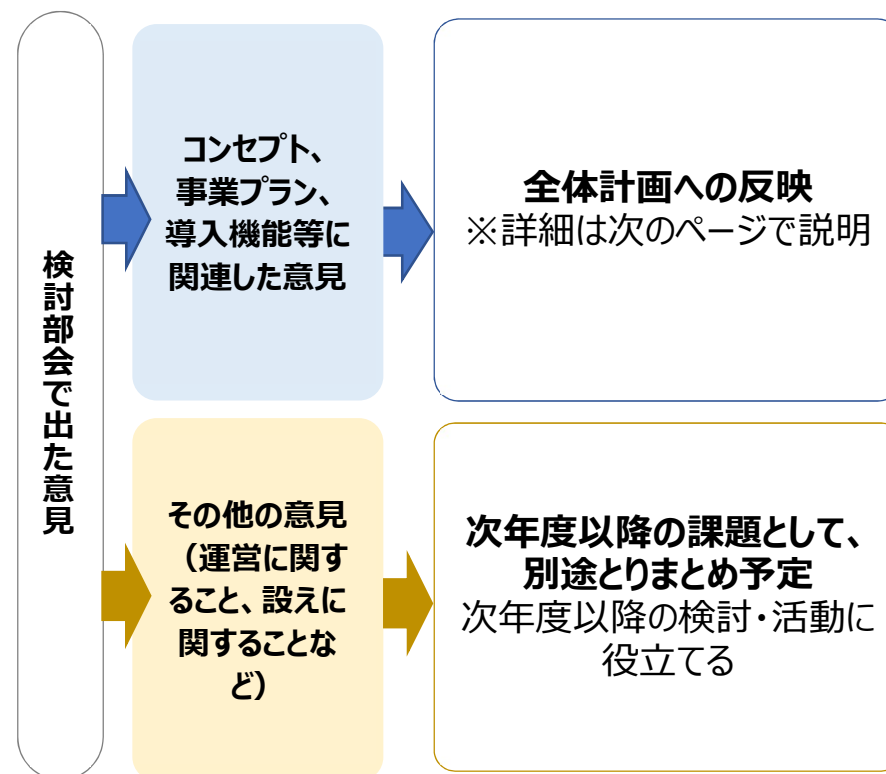 検討部会で出た意見
コンセプト、
事業プラン、
導入機能等に
関連した意見
全体計画への反映
※詳細は次のページで説明
その他の意見
（運営に関す
ること、設えに
関することな
ど）
次年度以降の課題として、
別途とりまとめ予定
次年度以降の検討・活動に
役立てる